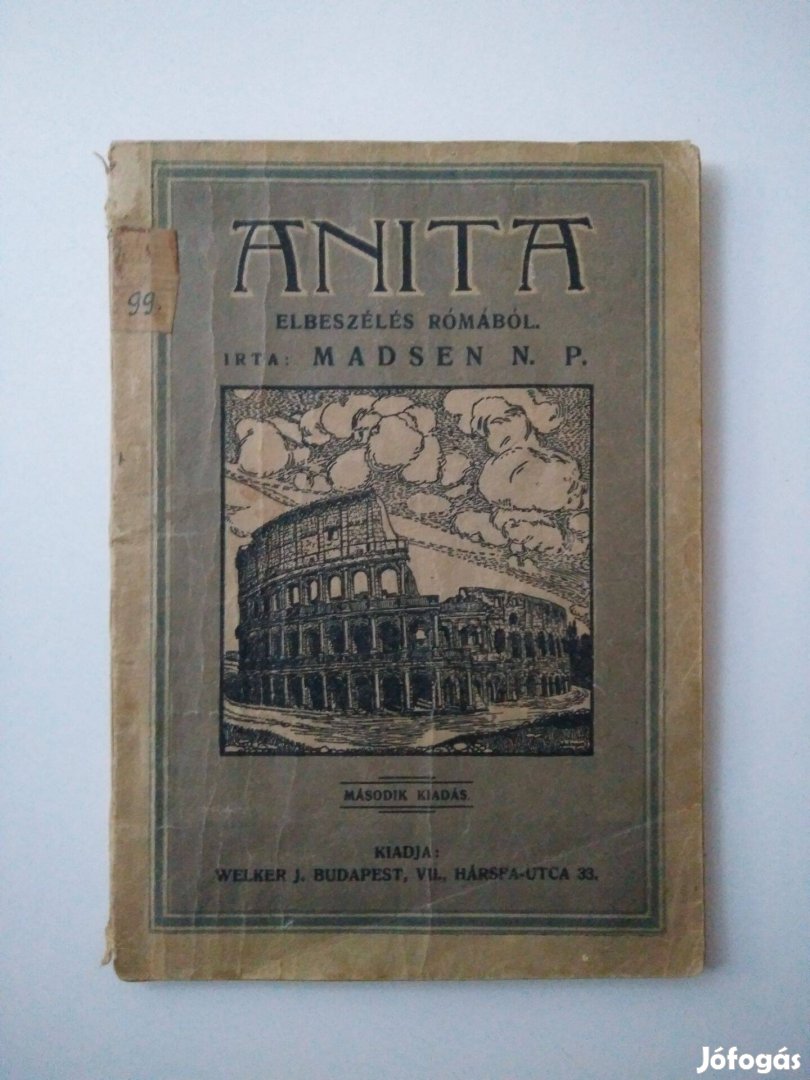 ANITA
ELBESZÉLÉS RÓMÁBÓL.
IRTA: MADSEN N. P.
99.
MÁSODIK KIADÁS.
KIADJA:
WELKER J. BUDAPEST, VII., HÁRSFA-UTCA 33.
Jófogás